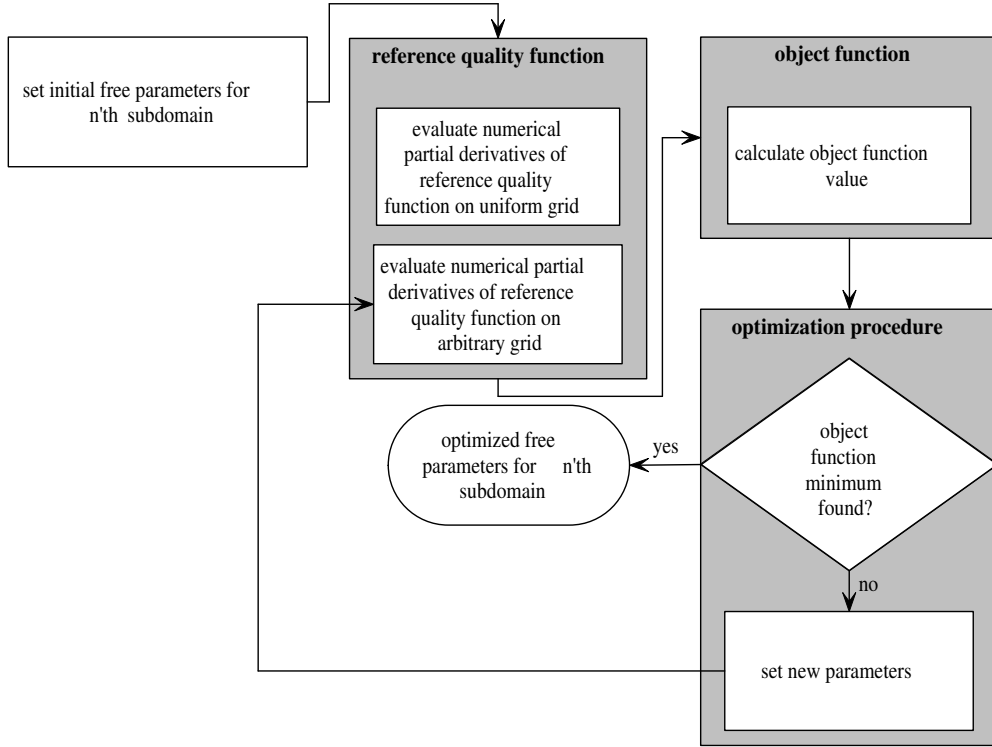 set initial free parameters for
n'th subdomain
reference quality function
evaluate numerical
partial derivatives of
reference quality
function on uniform grid
evaluate numerical partial
derivatives of reference
quality function on
arbitrary grid
object function
calculate object function
value
optimization procedure
object
function
minimum
found?
yes
optimized free
parameters for n'th
subdomain
no
set new parameters